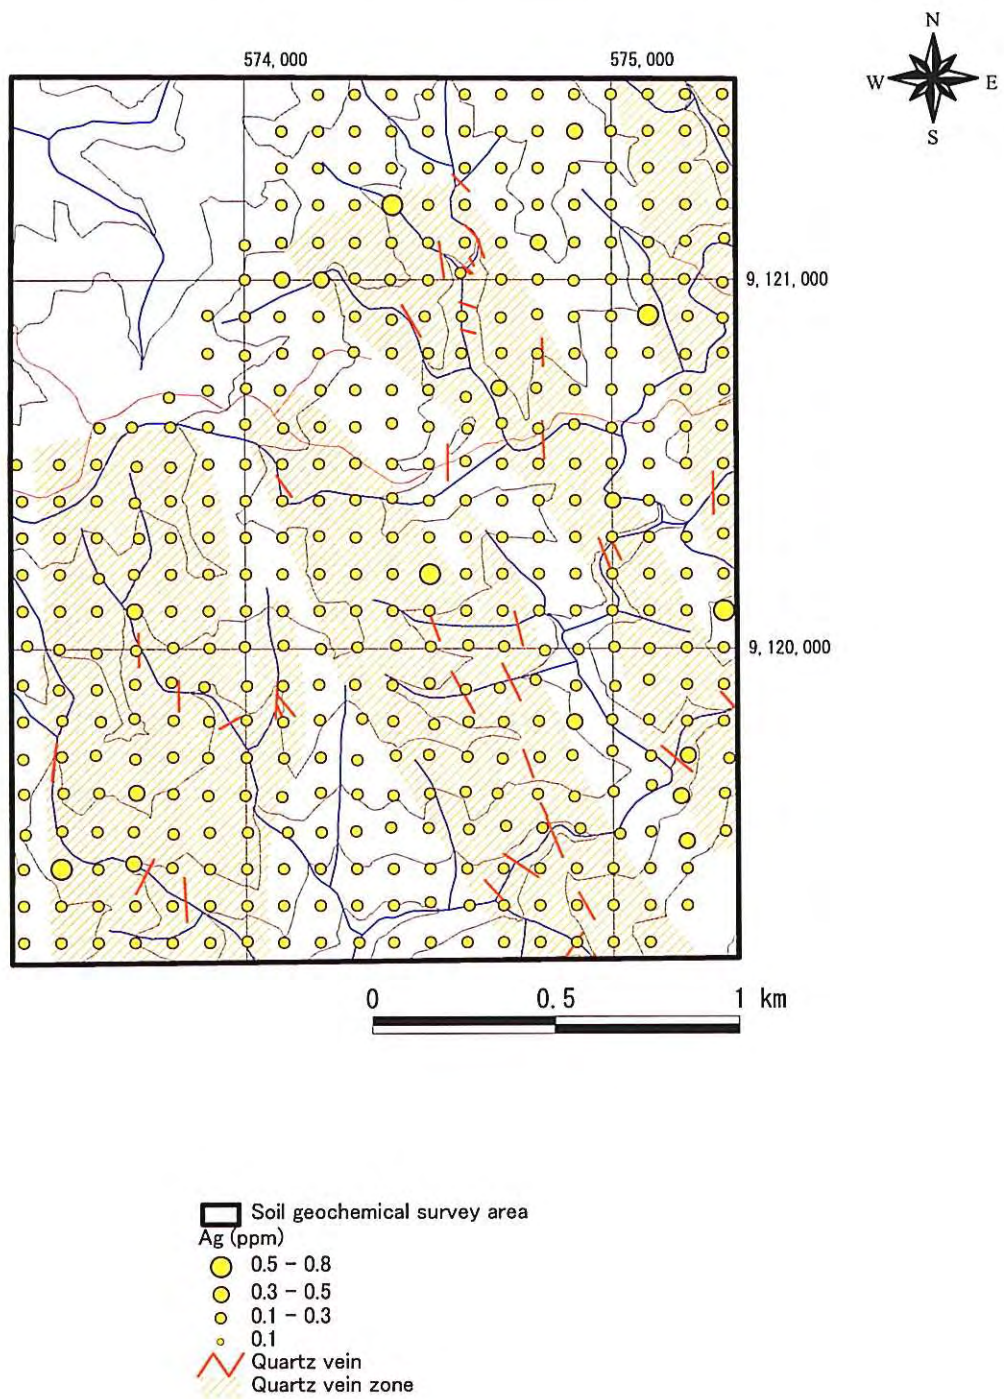 N
W E
S
574,000 575,000
9,121,000
9,120,000
0 0.5 1 km
Soil geochemical survey area
Ag (ppm)
0.5 - 0.8
0.3 - 0.5
0.1 - 0.3
0.1
Quartz vein
Quartz vein zone